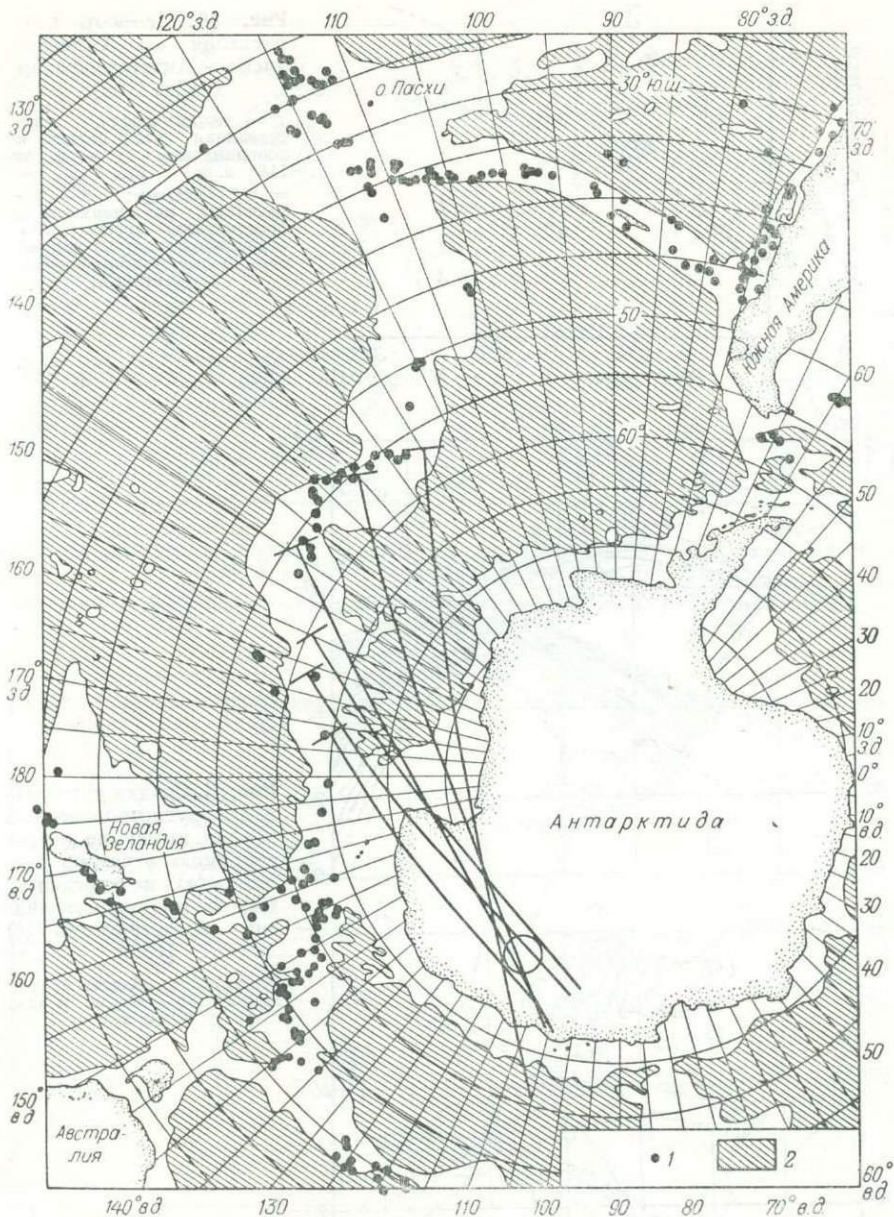 120° з.д.
110
100
90
80° з.д.
130° з.д.
о Пасхи
30° ю.ш.
70° з.д.
140
Южная Америка
50
60
150
60°
50
160
40
30
170° з.д.
20
10° з.д.
180
0°
Антарктида
10° в.д.
Новая Зеландия
20
170° в.д.
30
160
40
50
150° в.д.
Австра-
лия
1
2
60° в.д.
140° в.д.
130
110
100
90
80
70° в.д.